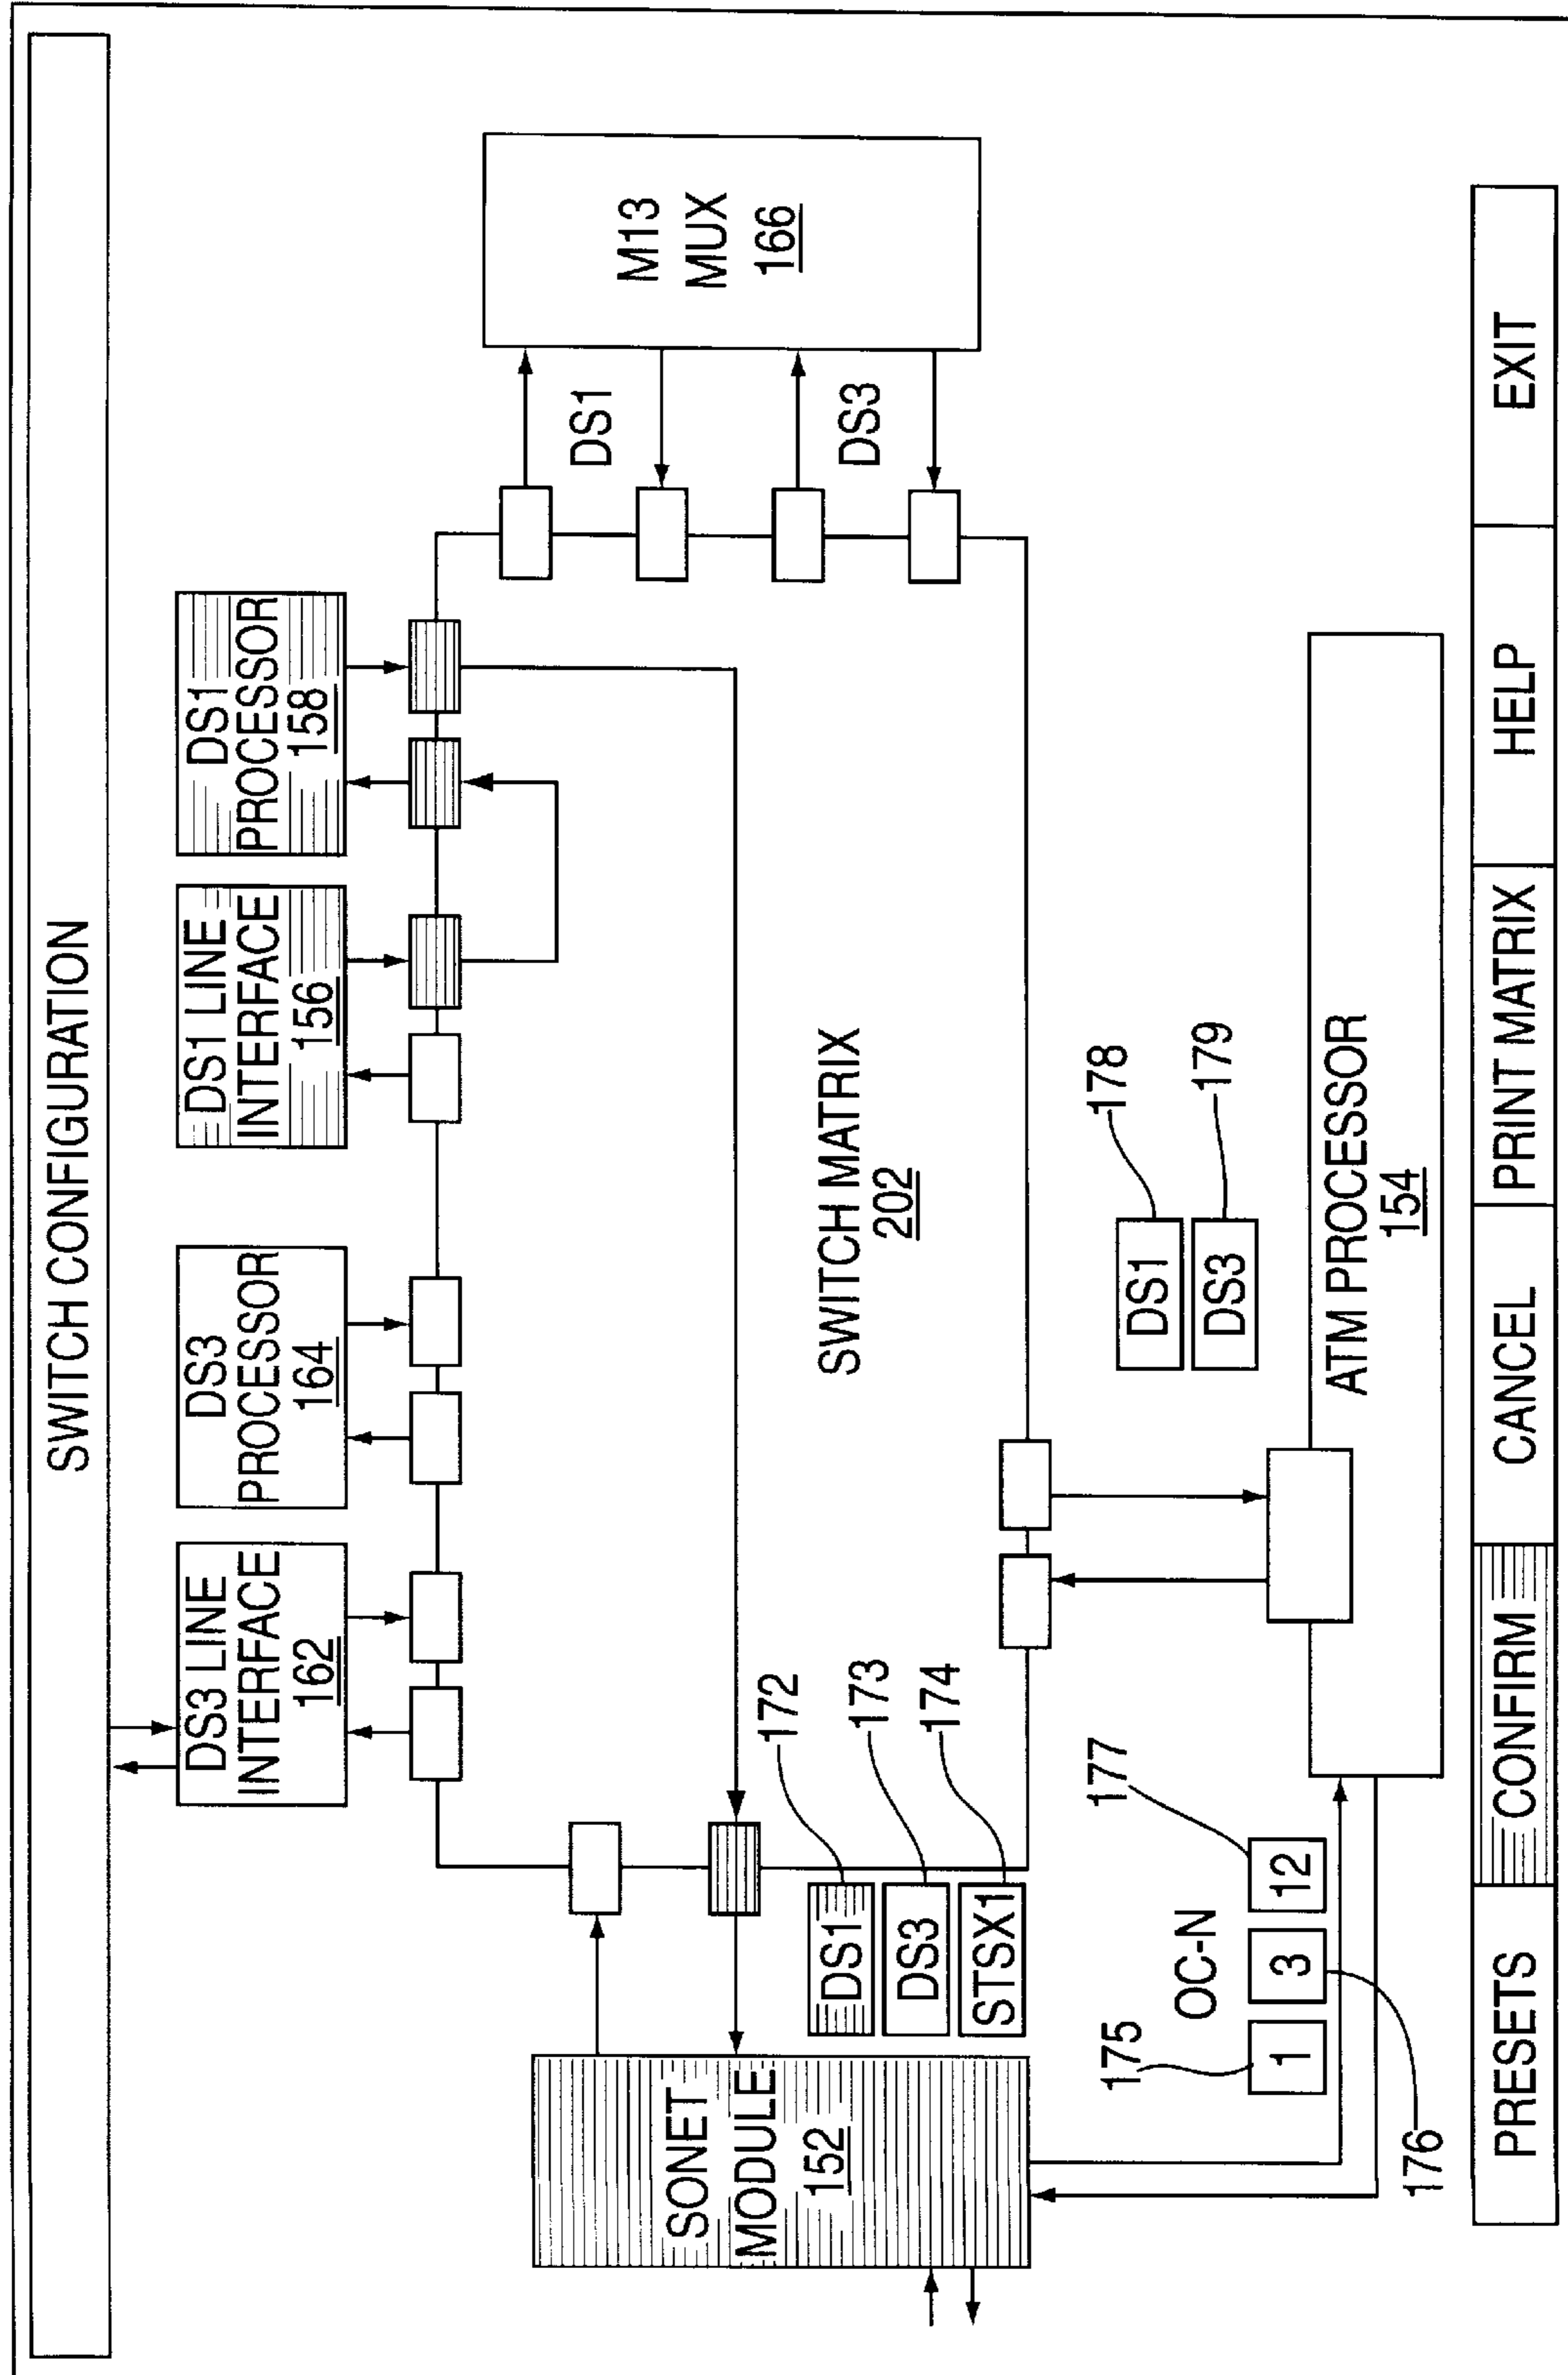 SWITCH CONFIGURATION
DS3 LINE
INTERFACE
162
DS3
PROCESSOR
164
DS1 LINE
INTERFACE
156
DS1
PROCESSOR
158
SONET
MODULE
152
DS1
172
DS3
173
STSX1
174
SWITCH MATRIX
202
DS1
DS3
M13
MUX
166
175
OC-N
177
1
3
12
176
DS1
178
DS3
179
ATM PROCESSOR
154
PRESETS
CONFIRM
CANCEL
PRINT MATRIX
HELP
EXIT